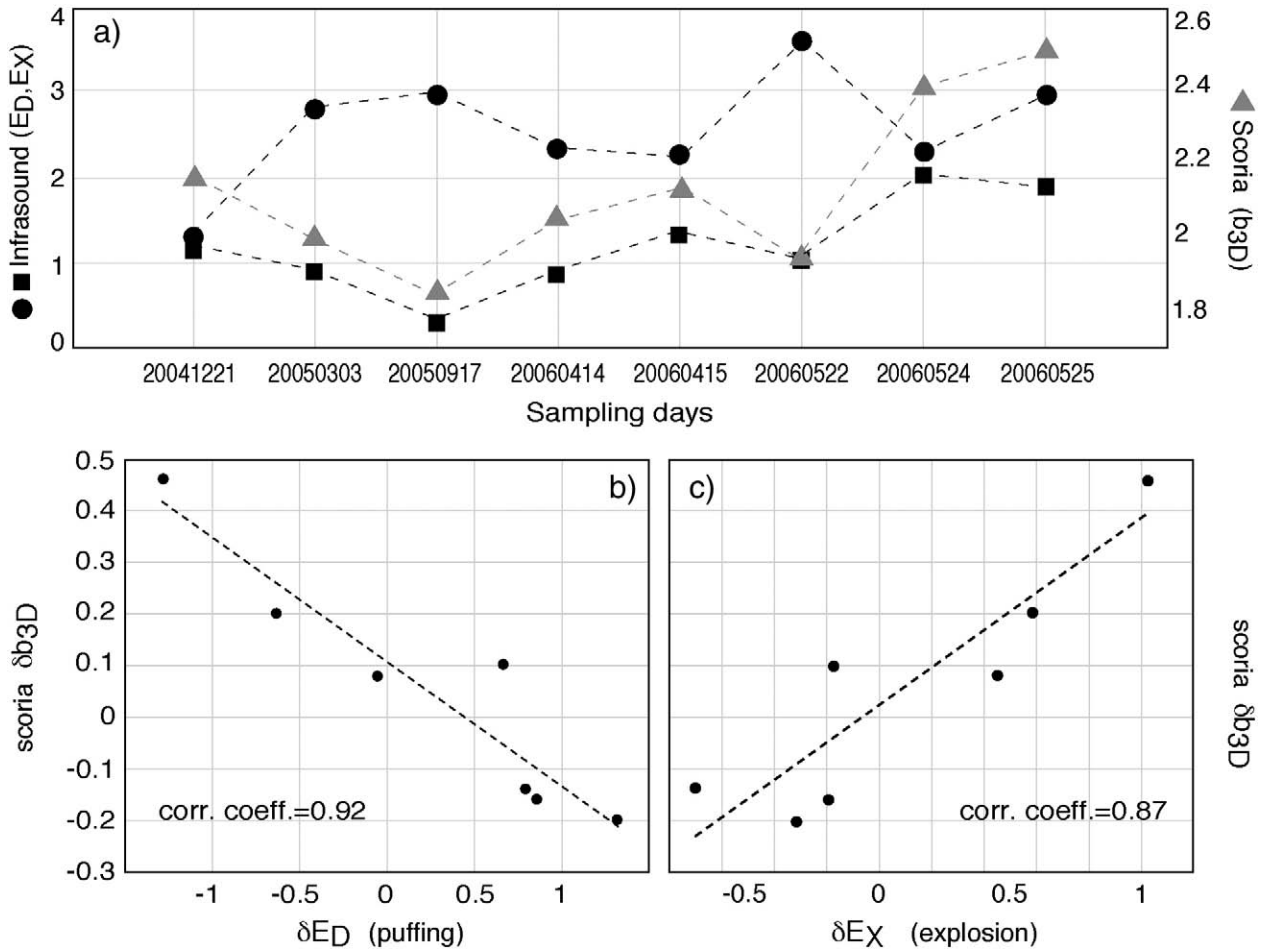 a)
4
3
2
1
0
Infrasound (ED,EX)
2.6
2.4
2.2
2
1.8
Scoria (b3D)
20041221 20050303 20050917 20060414 20060415 20060522 20060524 20060525
Sampling days
b)
0.5
0.4
0.3
0.2
0.1
0
-0.1
-0.2
-0.3
scoria δb3D
corr. coeff.=0.92
-1 -0.5 0 0.5 1
δED (puffing)
c)
corr. coeff.=0.87
-0.5 0 0.5 1
δEX (explosion)
scoria δb3D